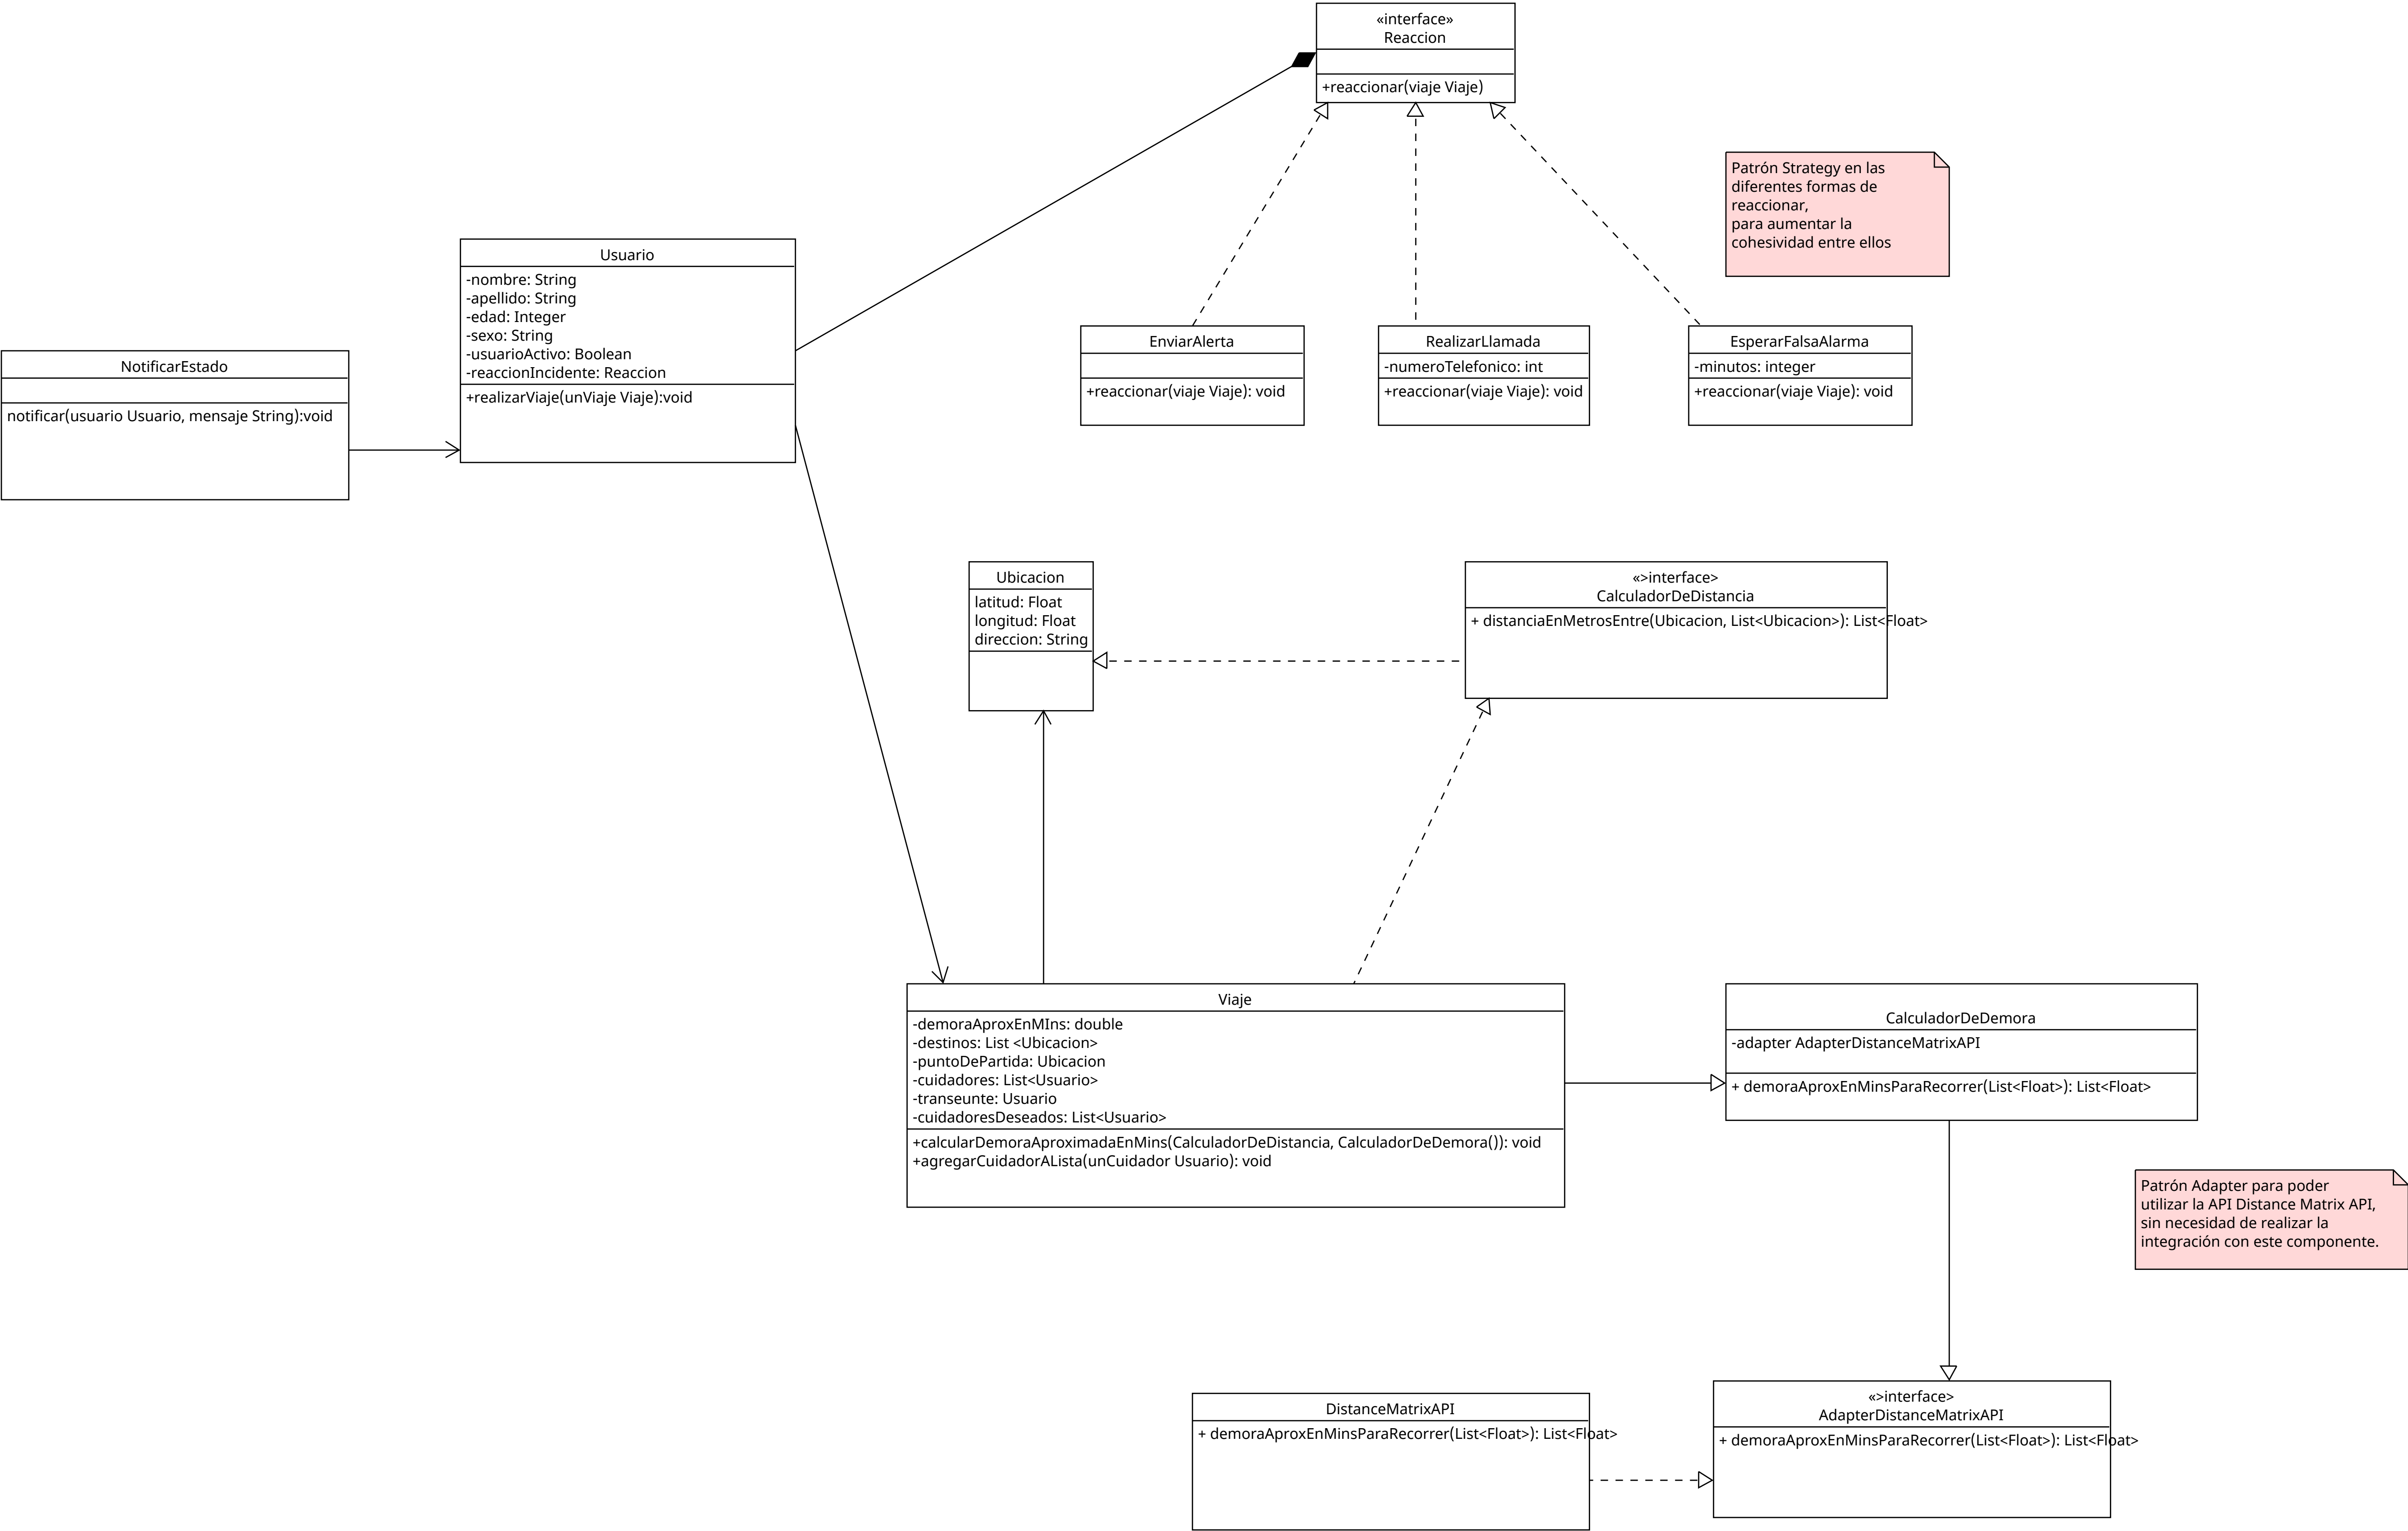 «interface»
Reaccion
+reaccionar(viaje Viaje)
Patrón Strategy en las
diferentes formas de
reaccionar,
para aumentar la
cohesividad entre ellos
Usuario
-nombre: String
-apellido: String
-edad: Integer
-sexo: String
-usuarioActivo: Boolean
-reaccionIncidente: Reaccion
+realizarViaje(unViaje Viaje):void
EnviarAlerta
+reaccionar(viaje Viaje): void
RealizarLlamada
-numeroTelefonico: int
+reaccionar(viaje Viaje): void
EsperarFalsaAlarma
-minutos: integer
+reaccionar(viaje Viaje): void
NotificarEstado
notificar(usuario Usuario, mensaje String):void
Ubicacion
latitud: Float
longitud: Float
direccion: String
«>interface>
CalculadorDeDistancia
+ distanciaEnMetrosEntre(Ubicacion, List<Ubicacion>): List<Float>
Viaje
-demoraAproxEnMIns: double
-destinos: List <Ubicacion>
-puntoDePartida: Ubicacion
-cuidadores: List<Usuario>
-transeunte: Usuario
-cuidadoresDeseados: List<Usuario>
+calcularDemoraAproximadaEnMins(CalculadorDeDistancia, CalculadorDeDemora()): void
+agregarCuidadorALista(unCuidador Usuario): void
CalculadorDeDemora
-adapter AdapterDistanceMatrixAPI
+ demoraAproxEnMinsParaRecorrer(List<Float>): List<Float>
Patrón Adapter para poder
utilizar la API Distance Matrix API,
sin necesidad de realizar la
integración con este componente.
DistanceMatrixAPI
+ demoraAproxEnMinsParaRecorrer(List<Float>): List<Float>
«>interface>
AdapterDistanceMatrixAPI
+ demoraAproxEnMinsParaRecorrer(List<Float>): List<Float>